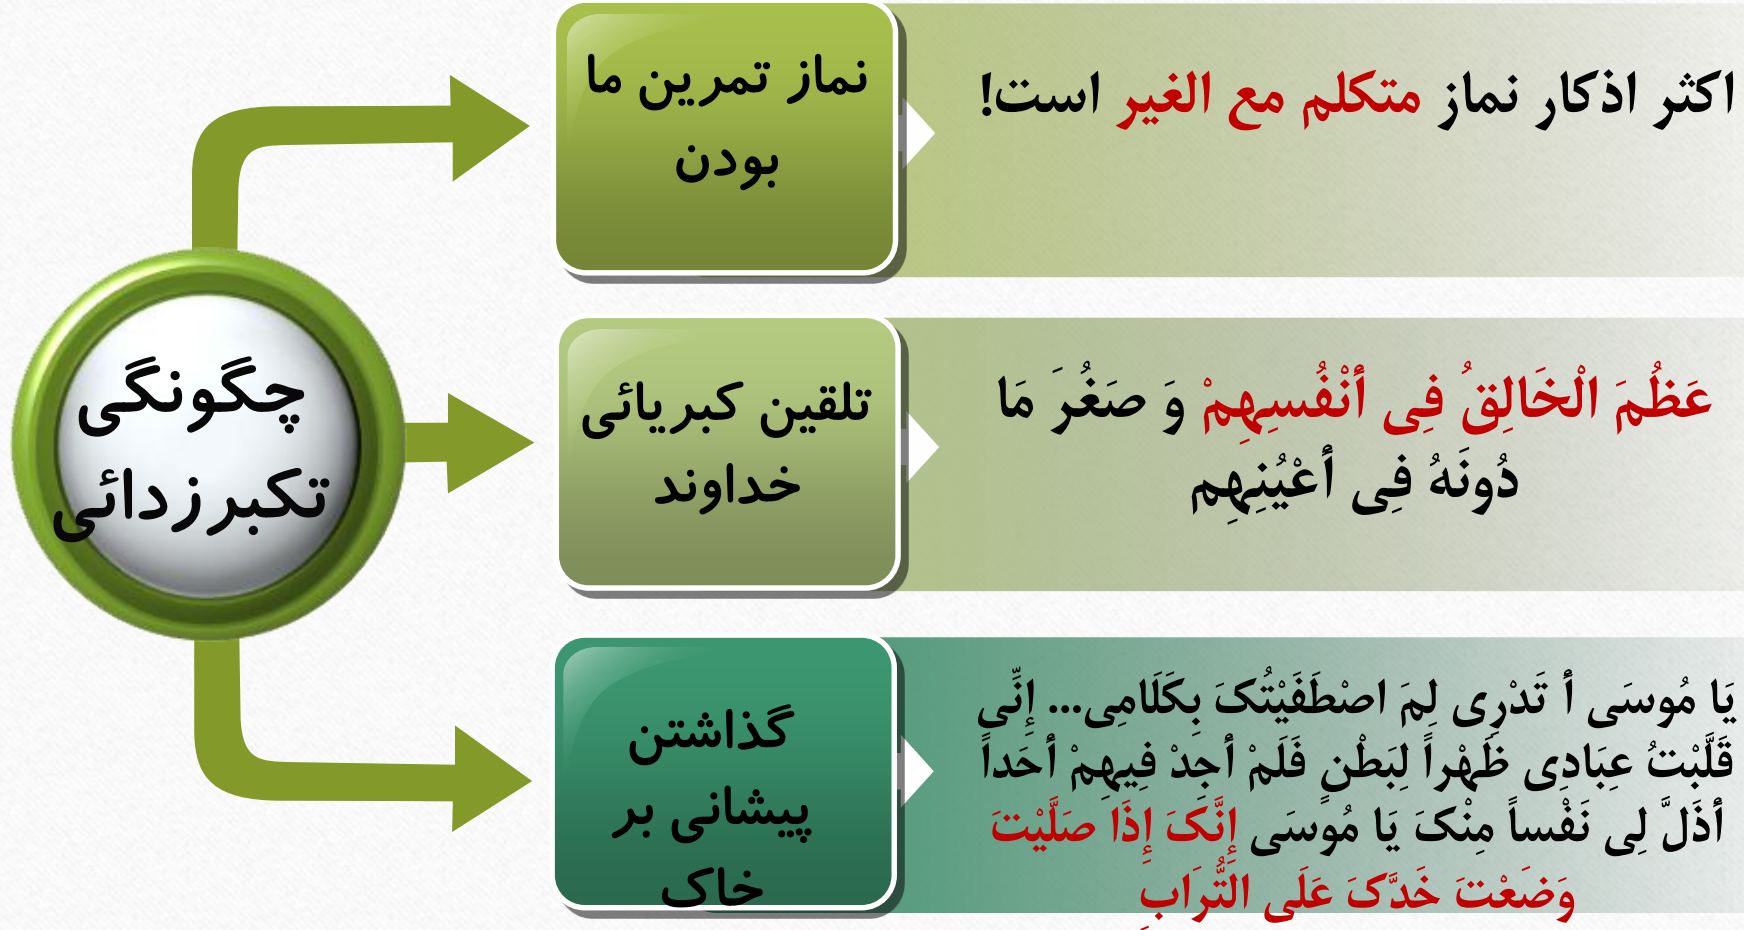 چگونگی
تکبرزدائی
نماز تمرین ما
بودن
اکثر اذکار نماز متکلم مع الغیر است!
تلقین کبریائی
خداوند
عَظُمَ الْخَالِقُ فِی أَنْفُسِهِمْ وَ صَغُرَ مَا
دُونَهُ فِی أَعْیُنِهِم
گذاشتن
پیشانی بر
خاک
یَا مُوسَی أَ تَدْرِی لِمَ اصْطَفَیْتُکَ بِکَلَامِی... إِنِّی
قَلَّبْتُ عِبَادِی ظَهْراً لِبَطْنٍ فَلَمْ أَجِدْ فِیهِمْ أَحَداً
أَذَلَّ لِی نَفْساً مِنْکَ یَا مُوسَی إِنَّکَ إِذَا صَلَّیْتَ
وَضَعْتَ خَدَّکَ عَلَی التُّرَابِ